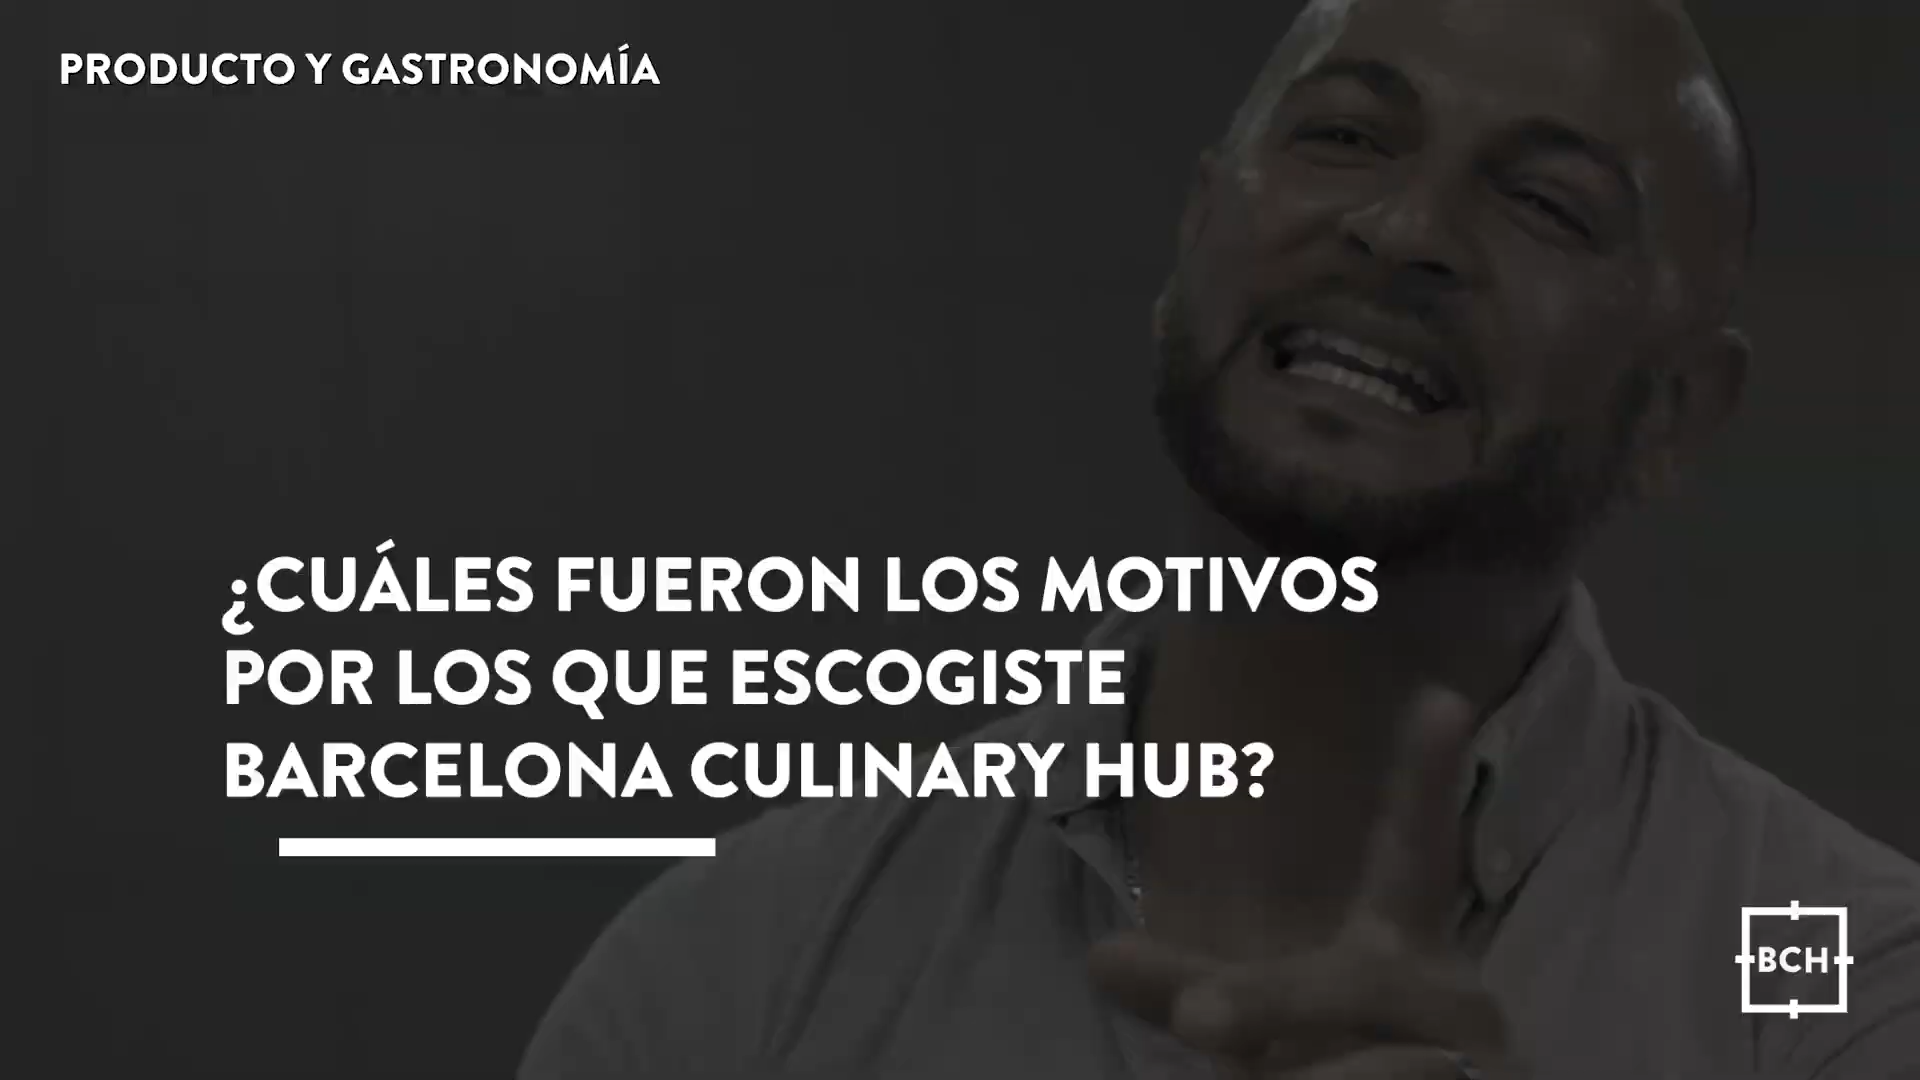 PRODUCTO Y GASTRONOMÍA
¿CUÁLES FUERON LOS MOTIVOS
POR LOS QUE ESCOGISTE
BARCELONA CULINARY HUB?
BCH